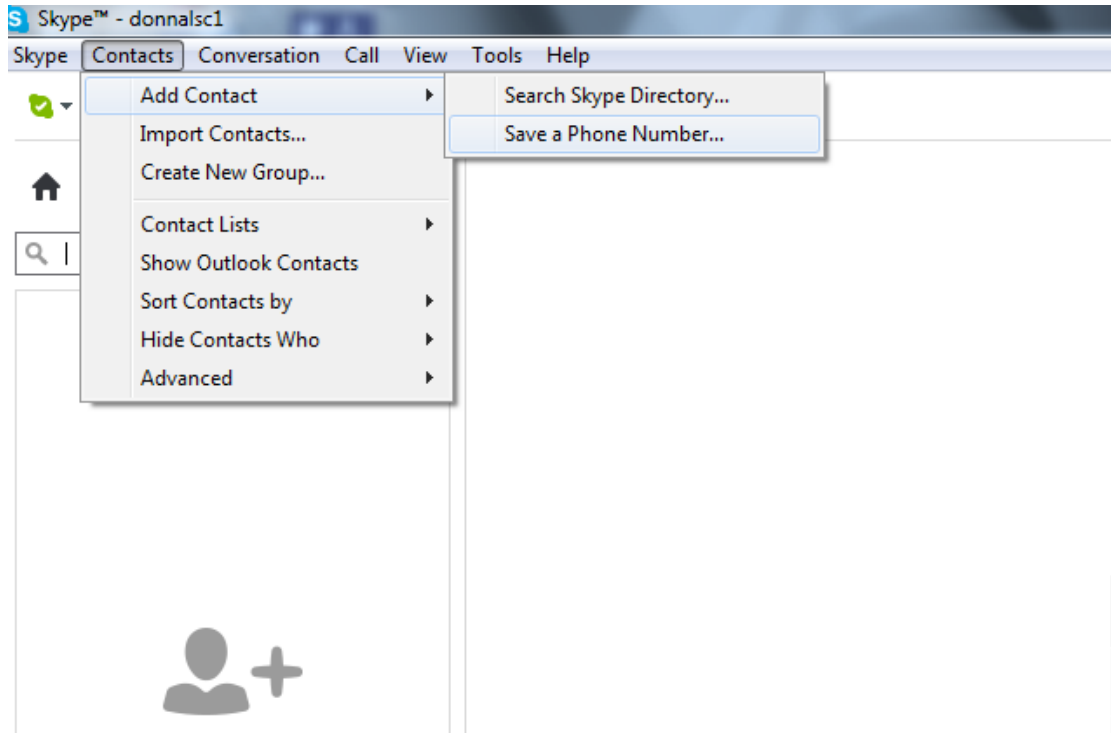 S Skype™ - donnalsc1
Skype Contacts Conversation Call View Tools Help
Add Contact
Search Skype Directory...
Import Contacts...
Save a Phone Number...
Create New Group...
Contact Lists
Show Outlook Contacts
Sort Contacts by
Hide Contacts Who
Advanced